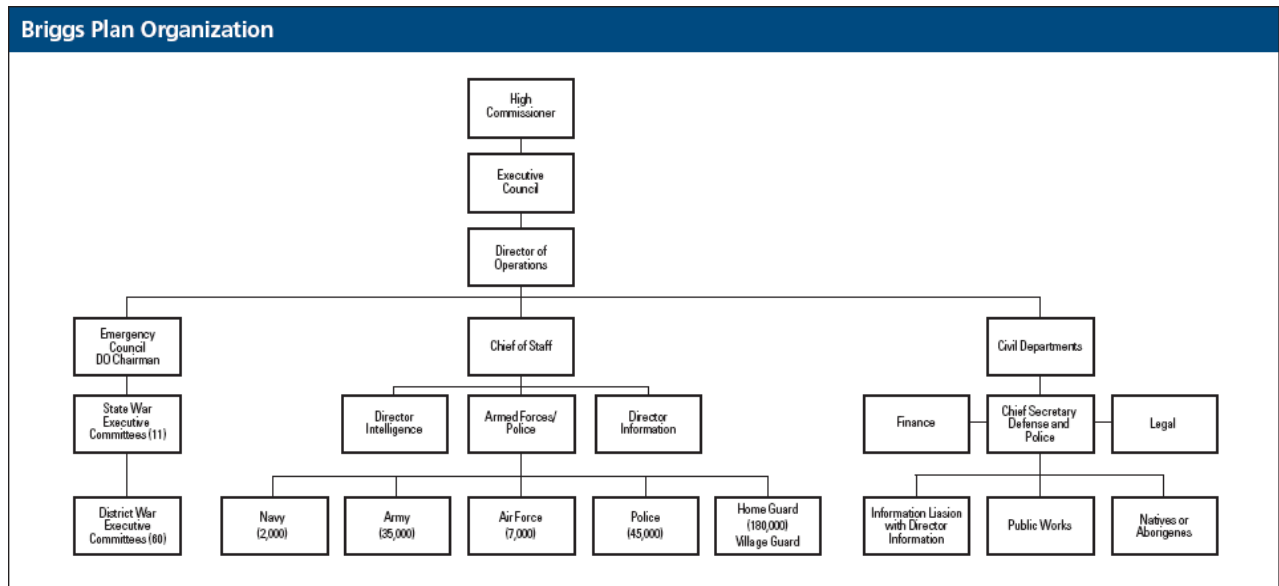 Briggs Plan Organization
High
Commissioner
Executive
Council
Director of
Operations
Emergency
Council
DO Chairman
Chief of Staff
Civil Departments
State War
Executive
Committees (11)
Director
Intelligence
Armed Forces/
Police
Director
Information
Finance
Chief Secretary
Defense and
Police
Legal
District War
Executive
Committees (60)
Navy
(2,000)
Army
(35,000)
Air Force
(7,000)
Police
(45,000)
Home Guard
(180,000)
Village Guard
Information Liasion
with Director
Information
Public Works
Natives or
Aborigenes